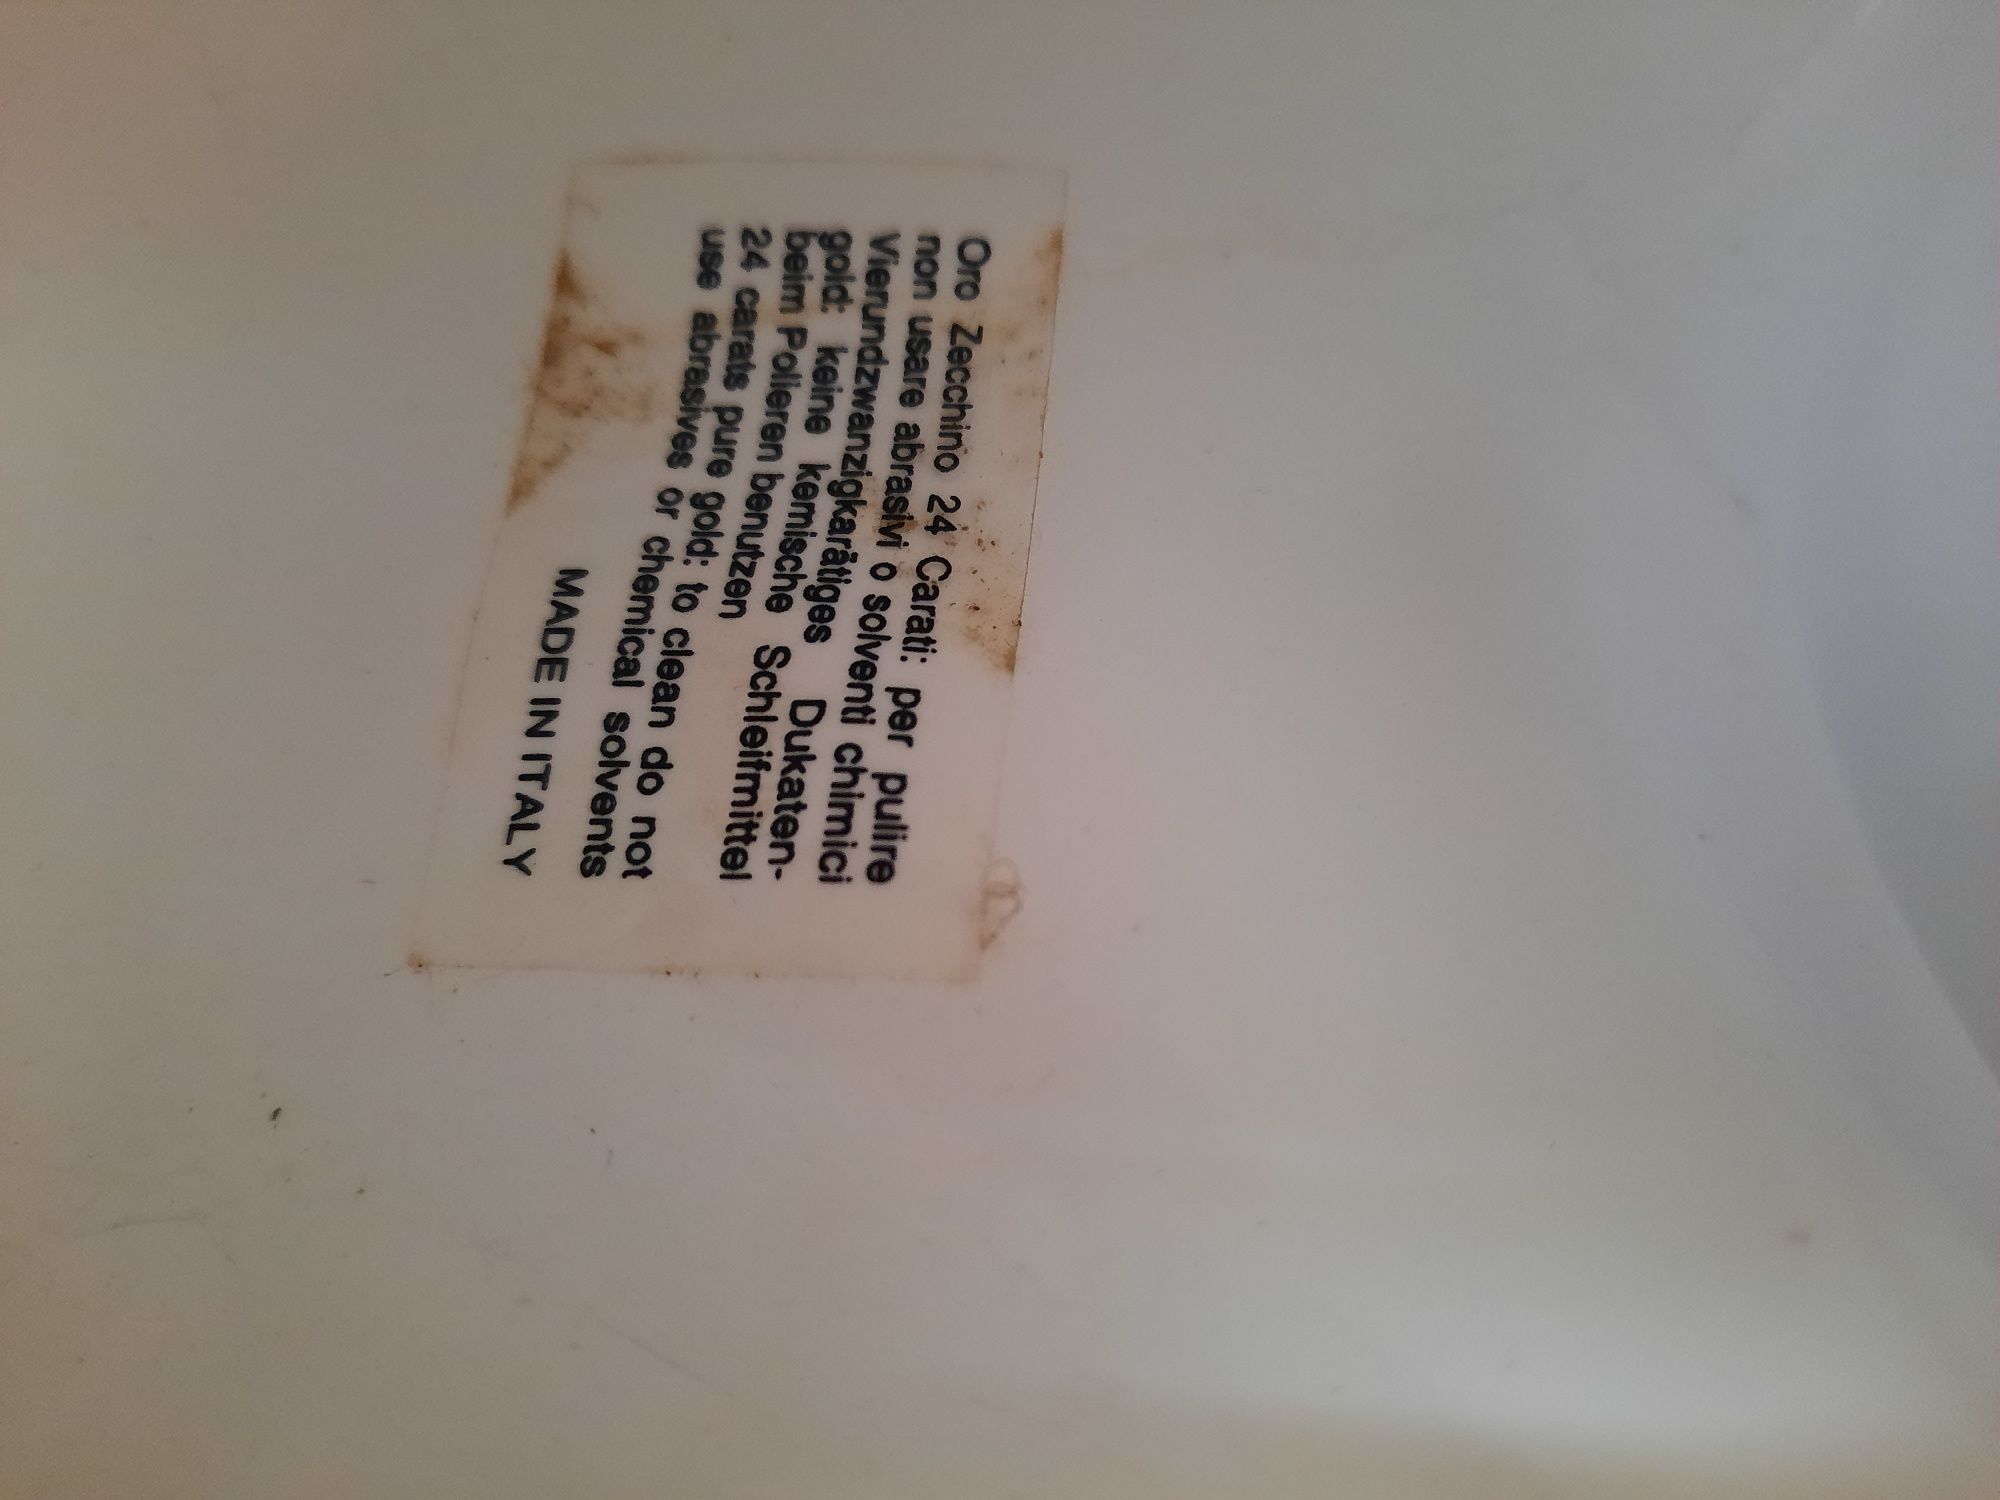 Oro Zecchino 24 Carati: per pulire
non usare abrasivi o solventi chimici
Vierundzwanzigkarätiges Dukaten-
gold: keine kemische Schleifmittel
beim Polieren benutzen
24 carats pure gold: to clean do not
use abrasives or chemical solvents
MADE IN ITALY